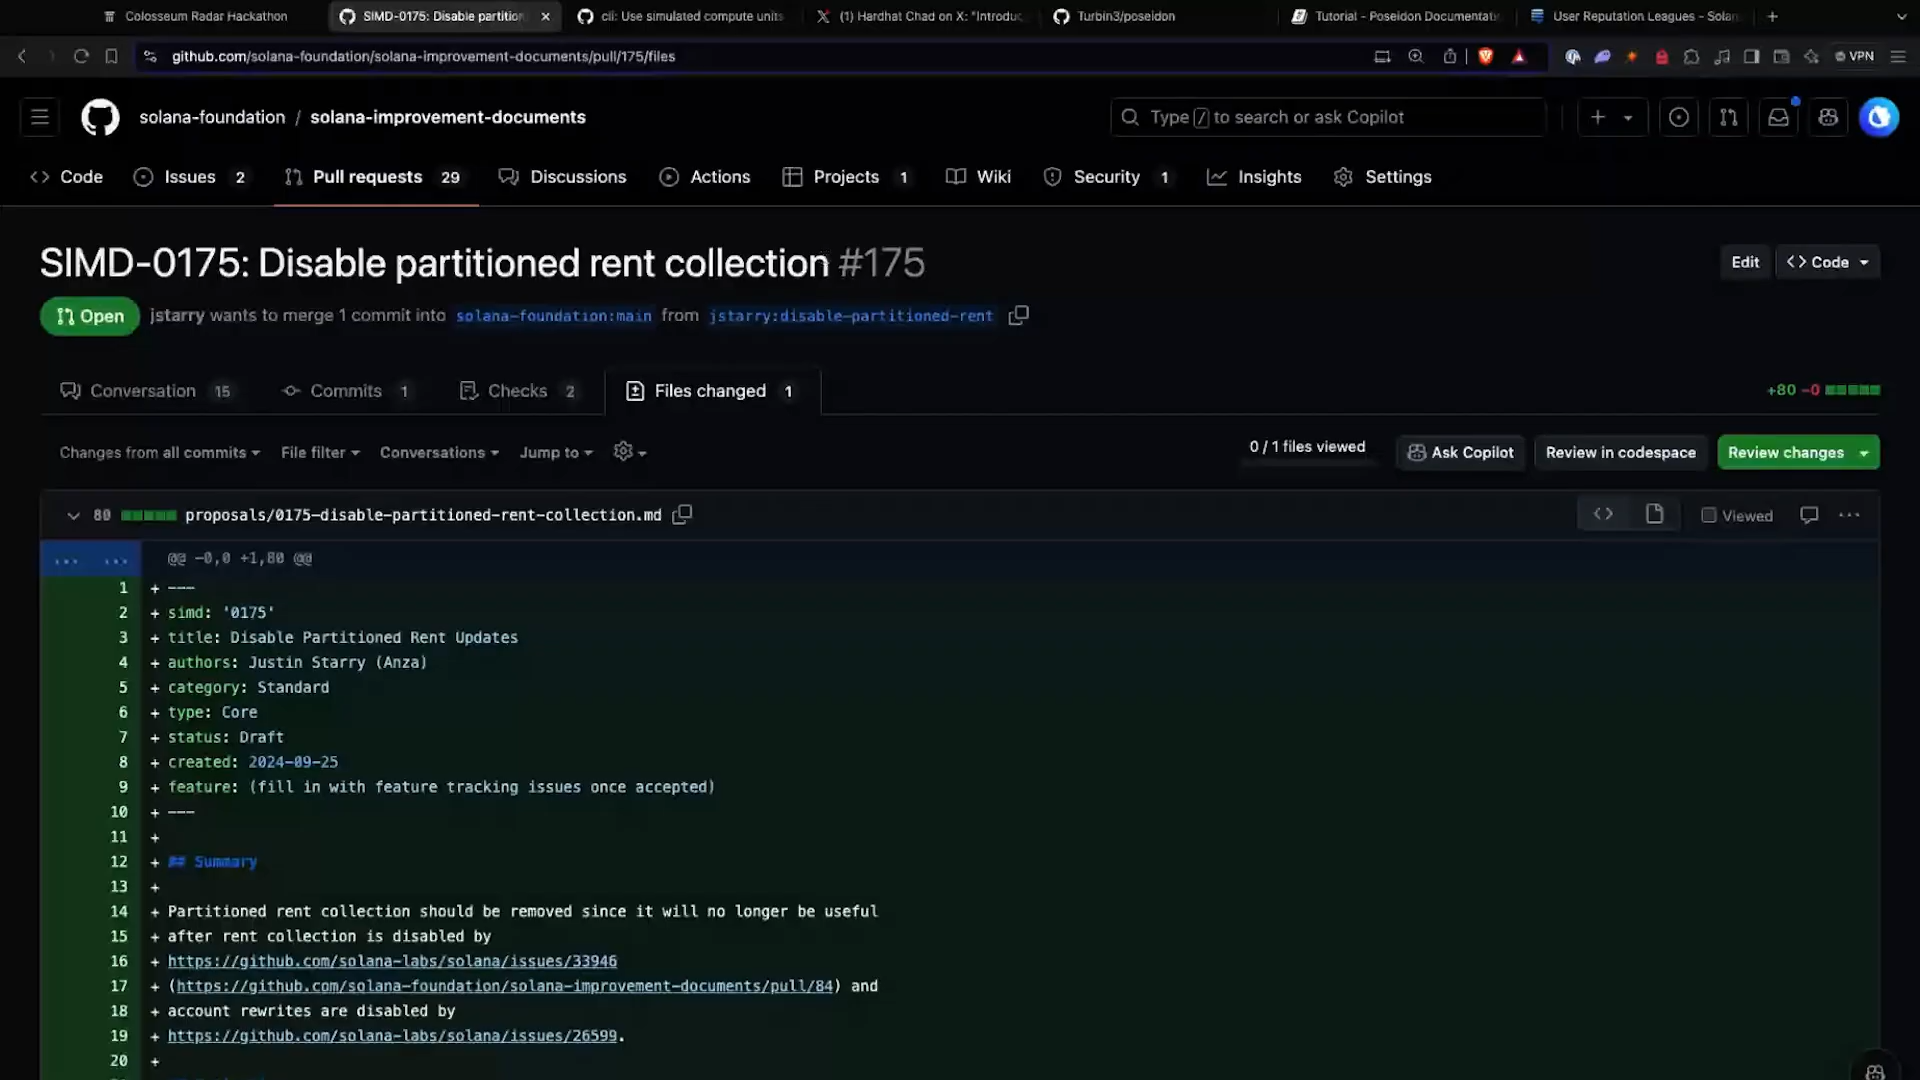 Colosseum Radar Hackathon
SIMD-0175: Disable partition
cli: Use simulated compute units
(1) Hardhat Chad on X: "Introduc
Turbin3/poseidon
Tutorial - Poseidon Documentati
User Reputation Leagues - Solan
github.com/solana-foundation/solana-improvement-documents/pull/175/files
VPN
solana-foundation / solana-improvement-documents
Type / to search or ask Copilot
Code
Issues 2
Pull requests 29
Discussions
Actions
Projects 1
Wiki
Security 1
Insights
Settings
SIMD-0175: Disable partitioned rent collection #175
Edit
<> Code
Open
jstarry wants to merge 1 commit into solana-foundation:main from jstarry:disable-partitioned-rent
Conversation 15
Commits 1
Checks 2
Files changed 1
+80 −0
Changes from all commits
File filter
Conversations
Jump to
0 / 1 files viewed
Ask Copilot
Review in codespace
Review changes
80 proposals/0175-disable-partitioned-rent-collection.md
Viewed
... ... @@ -0,0 +1,80 @@
1 + ---
2 + simd: '0175'
3 + title: Disable Partitioned Rent Updates
4 + authors: Justin Starry (Anza)
5 + category: Standard
6 + type: Core
7 + status: Draft
8 + created: 2024-09-25
9 + feature: (fill in with feature tracking issues once accepted)
10 + ---
11 +
12 + ## Summary
13 +
14 + Partitioned rent collection should be removed since it will no longer be useful
15 + after rent collection is disabled by
16 + https://github.com/solana-labs/solana/issues/33946
17 + (https://github.com/solana-foundation/solana-improvement-documents/pull/84) and
18 + account rewrites are disabled by
19 + https://github.com/solana-labs/solana/issues/26599.
20 +